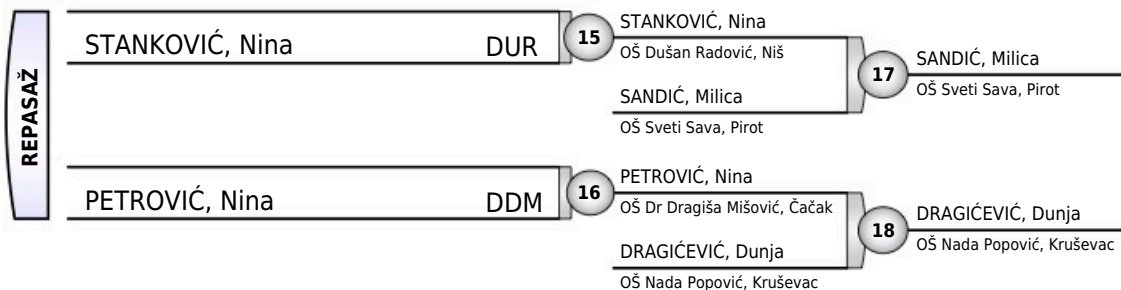 REPASAŽ
STANKOVIĆ, Nina DUR
15
STANKOVIĆ, Nina
OŠ Dušan Radović, Niš
SANDIĆ, Milica
OŠ Sveti Sava, Pirot
17
SANDIĆ, Milica
OŠ Sveti Sava, Pirot
PETROVIĆ, Nina DDM
16
PETROVIĆ, Nina
OŠ Dr Dragiša Mišović, Čačak
DRAGIĆEVIĆ, Dunja
OŠ Nada Popović, Kruševac
18
DRAGIĆEVIĆ, Dunja
OŠ Nada Popović, Kruševac